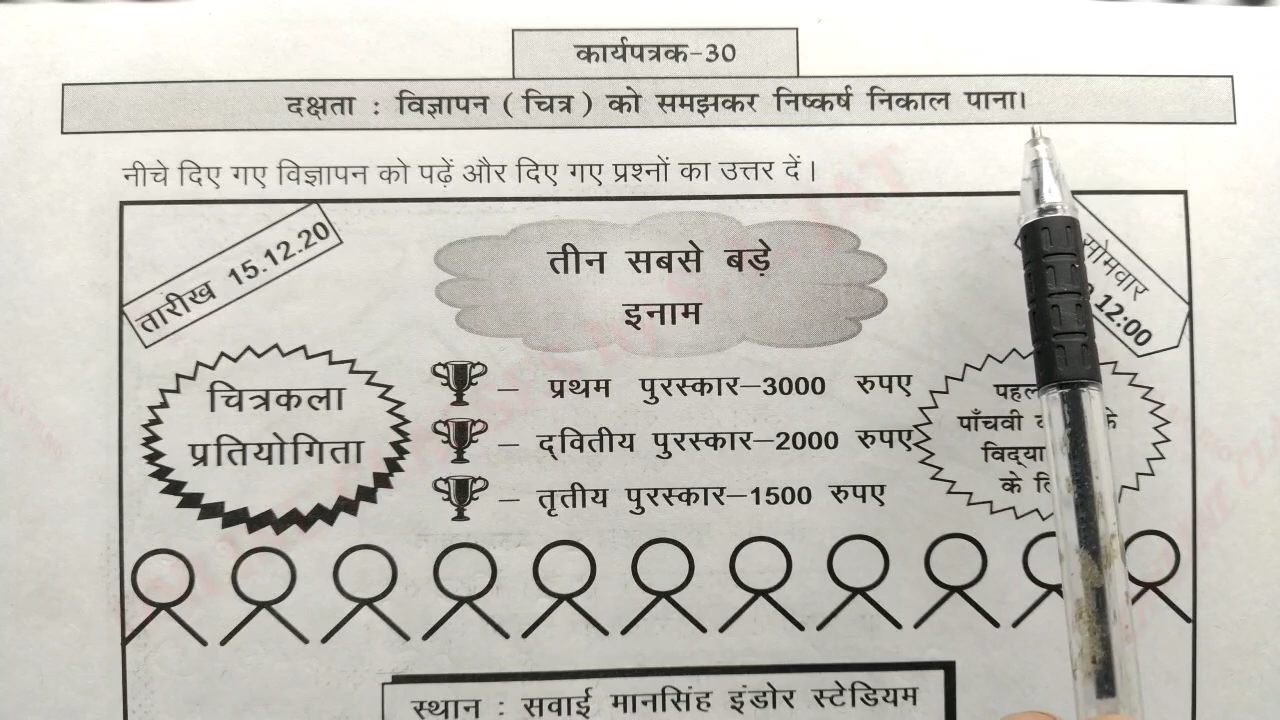 कार्यपत्रक-30
दक्षता : विज्ञापन ( चित्र ) को समझकर निष्कर्ष निकाल पाना।
नीचे दिए गए विज्ञापन को पढ़ें और दिए गए प्रश्नों का उत्तर दें।
तारीख 15.12.20
तीन सबसे बड़े
इनाम
सोमवार
12:00
चित्रकला
प्रतियोगिता
– प्रथम पुरस्कार–3000 रुपए
– द्वितीय पुरस्कार–2000 रुपए
– तृतीय पुरस्कार–1500 रुपए
पाँचवी
के
स्थान : सवाई मानसिंह इंडोर स्टेडियम